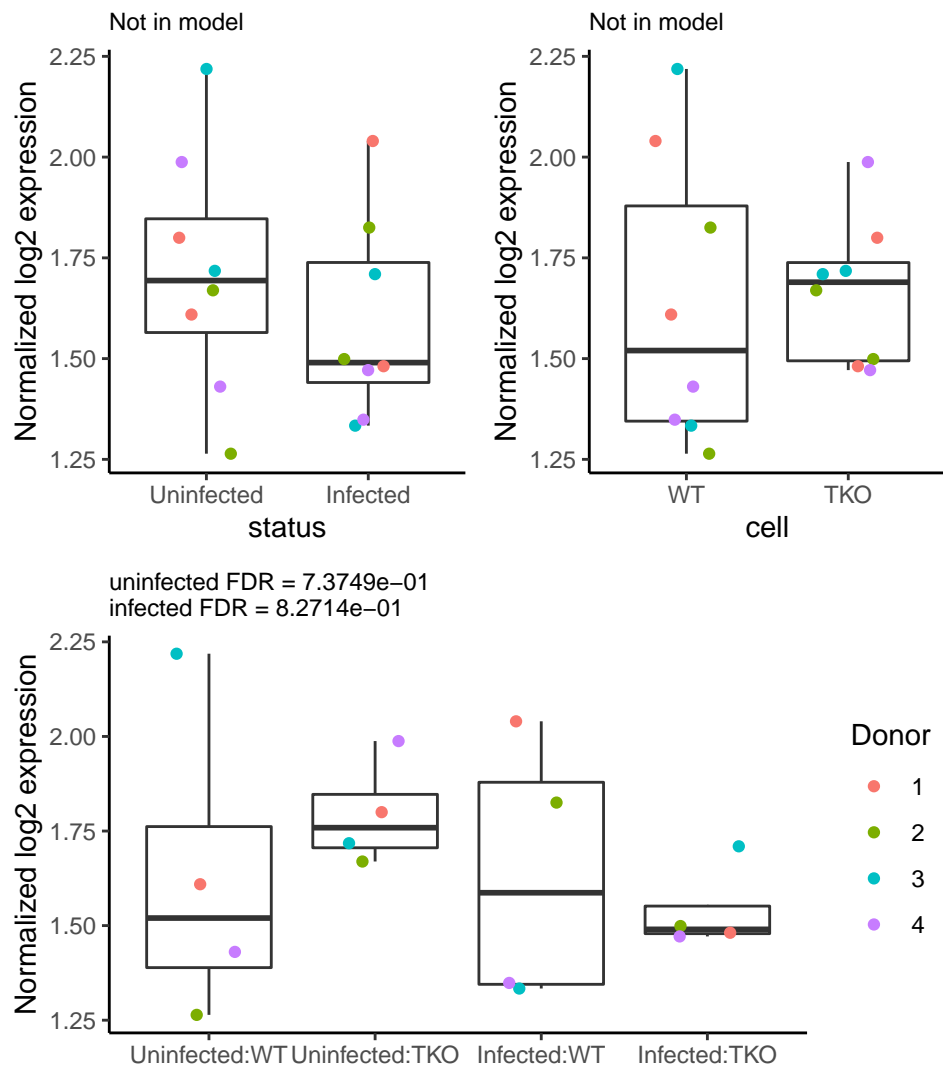 Not in model
Normalized log2 expression
2.25
2.00
1.75
1.50
1.25
Uninfected Infected
status
Not in model
Normalized log2 expression
2.25
2.00
1.75
1.50
1.25
WT TKO
cell
uninfected FDR = 7.3749e−01
infected FDR = 8.2714e−01
Normalized log2 expression
2.25
2.00
1.75
1.50
1.25
Uninfected:WT Uninfected:TKO Infected:WT Infected:TKO
Donor
1
2
3
4